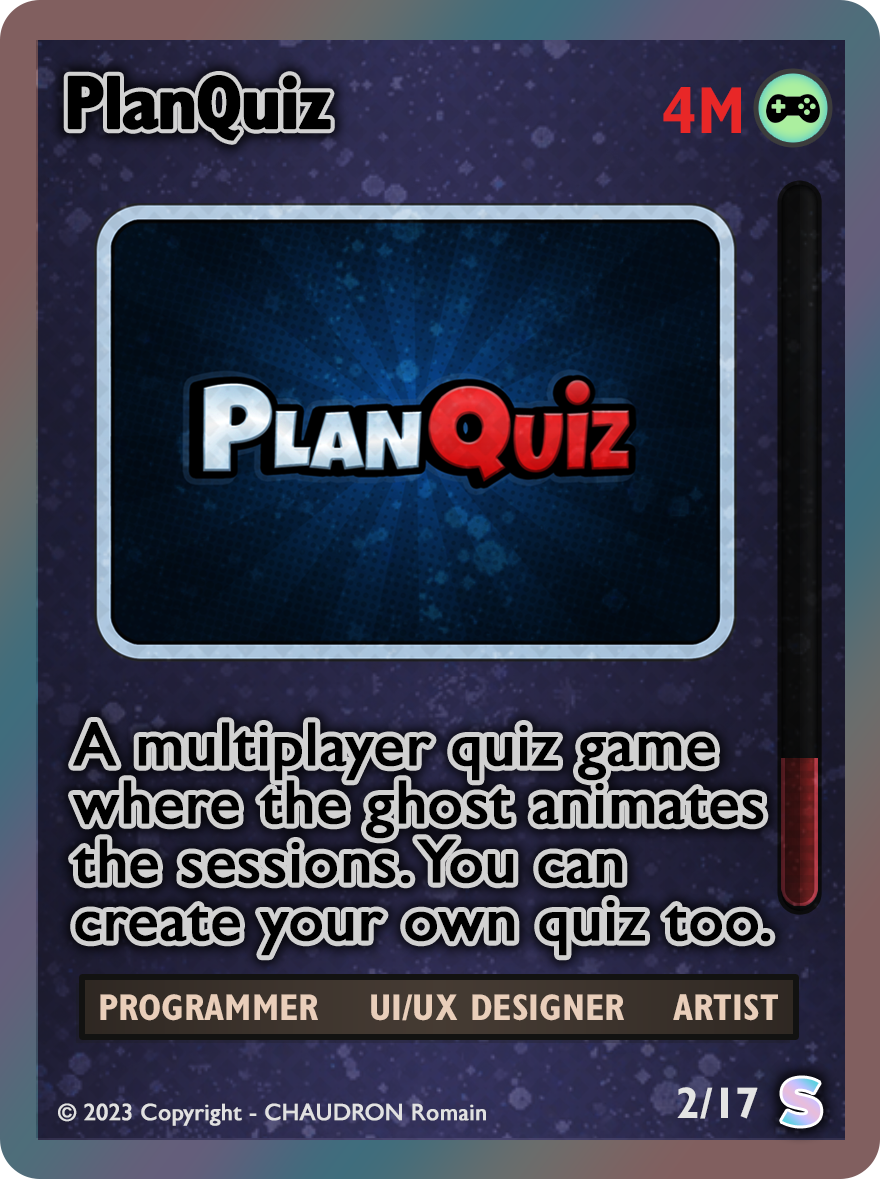 PlanQuiz
4M
PLANQUIZ
A multiplayer quiz game
where the ghost animates
the sessions. You can
create your own quiz too.
PROGRAMMER UI/UX DESIGNER ARTIST
© 2023 Copyright - CHAUDRON Romain
2/17 S